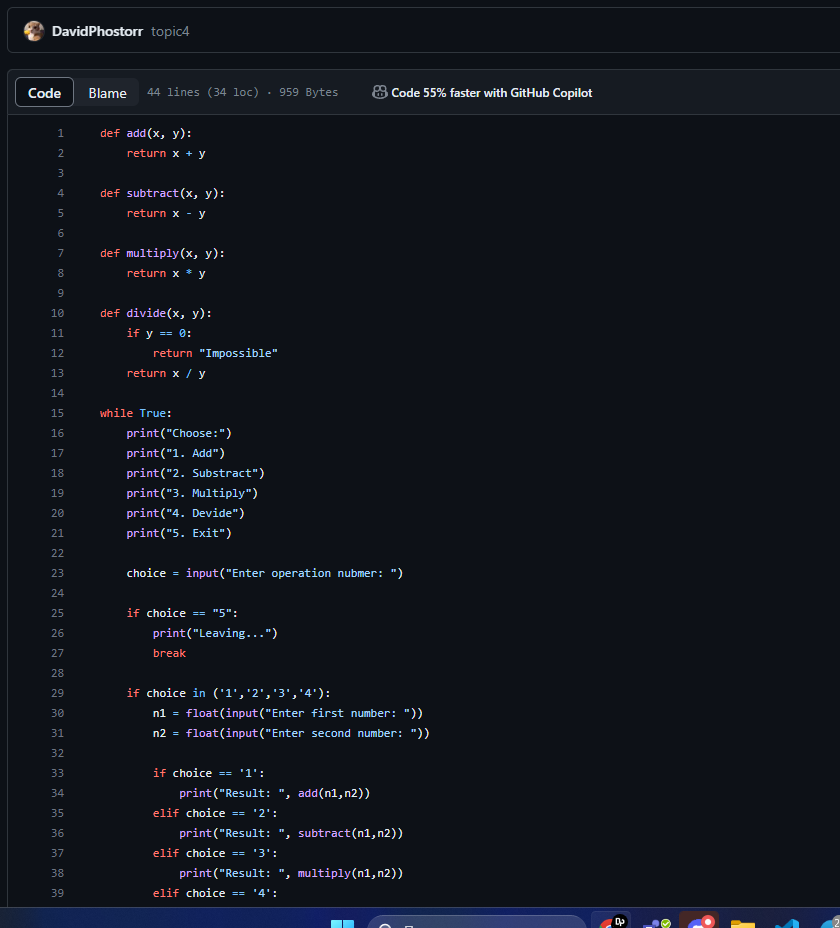 DavidPhostorr topic4
Code Blame 44 lines (34 loc) · 959 Bytes Code 55% faster with GitHub Copilot
1 def add(x, y):
2     return x + y
3
4 def subtract(x, y):
5     return x - y
6
7 def multiply(x, y):
8     return x * y
9
10 def divide(x, y):
11     if y == 0:
12         return "Impossible"
13     return x / y
14
15 while True:
16     print("Choose:")
17     print("1. Add")
18     print("2. Substract")
19     print("3. Multiply")
20     print("4. Devide")
21     print("5. Exit")
22
23     choice = input("Enter operation nubmer: ")
24
25     if choice == "5":
26         print("Leaving...")
27         break
28
29     if choice in ('1','2','3','4'):
30         n1 = float(input("Enter first number: "))
31         n2 = float(input("Enter second number: "))
32
33         if choice == '1':
34             print("Result: ", add(n1,n2))
35         elif choice == '2':
36             print("Result: ", subtract(n1,n2))
37         elif choice == '3':
38             print("Result: ", multiply(n1,n2))
39         elif choice == '4':